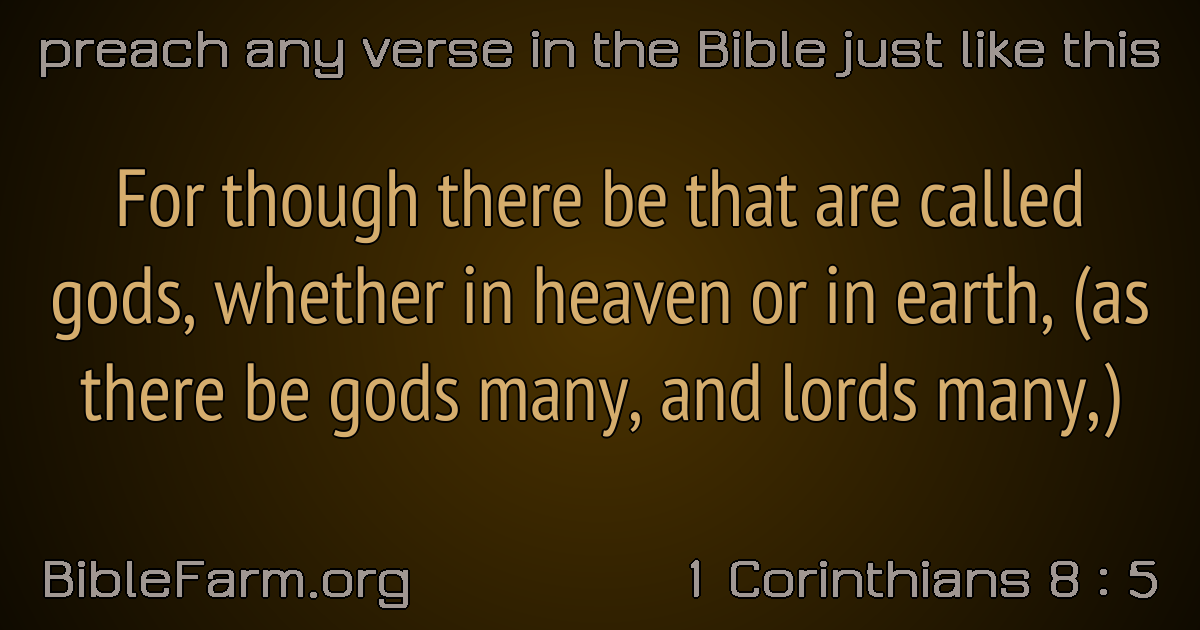 preach any verse in the Bible just like this
For though there be that are called
gods, whether in heaven or in earth, (as
there be gods many, and lords many,)
BibleFarm.org
1 Corinthians 8 : 5